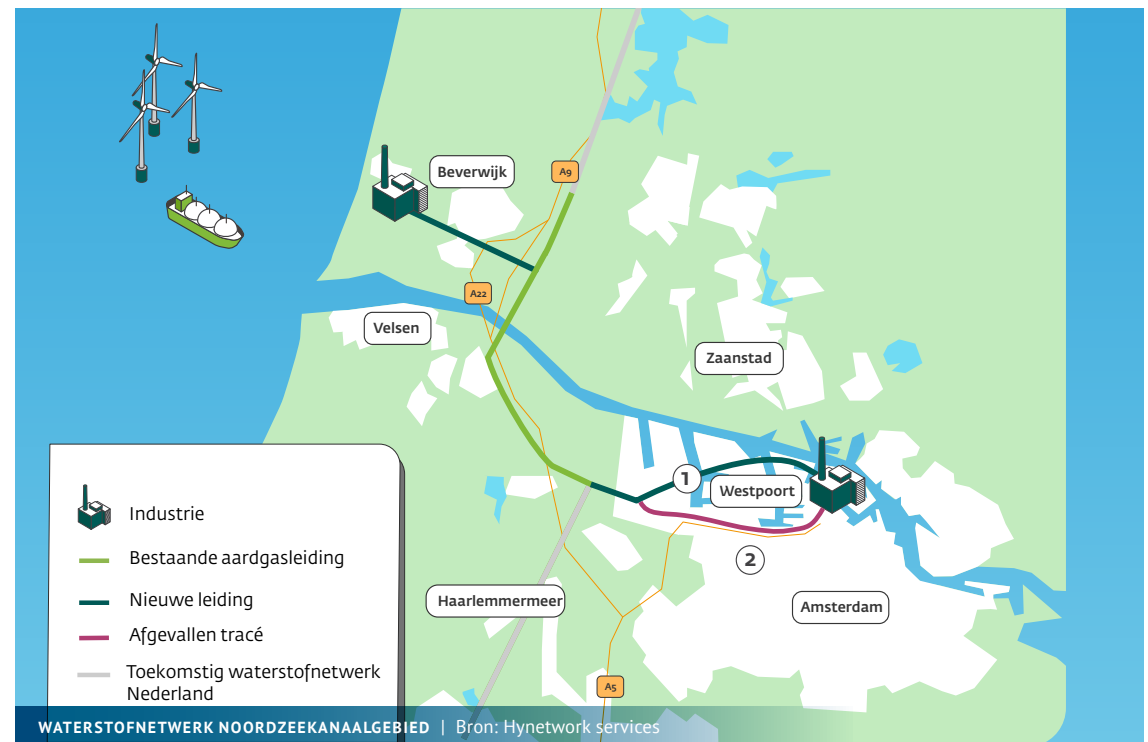 Beverwijk
A9
A22
Velsen
Zaanstad
1
Westpoort
2
Haarlemmermeer
Amsterdam
A5
Industrie
Bestaande aardgasleiding
Nieuwe leiding
Afgevallen tracé
Toekomstig waterstofnetwerk
Nederland
WATERSTOFNETWERK NOORDZEEKANAALGEBIED | Bron: Hynetwork services